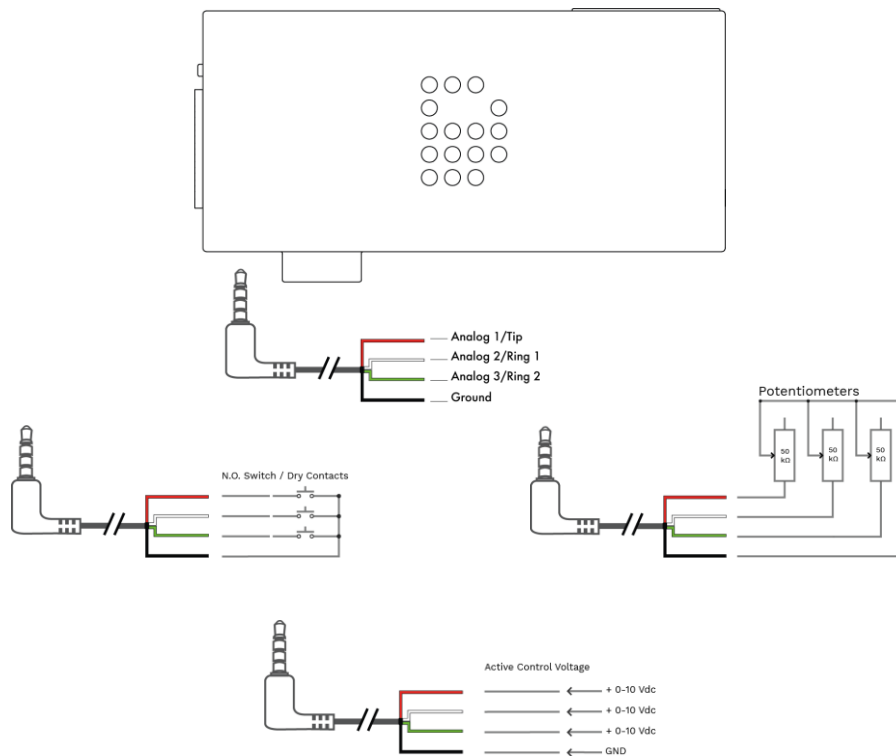 Analog 1/Tip
Analog 2/Ring 1
Analog 3/Ring 2
Ground
N.O. Switch / Dry Contacts
Potentiometers
50 kΩ
50 kΩ
50 kΩ
Active Control Voltage
+ 0-10 Vdc
+ 0-10 Vdc
+ 0-10 Vdc
GND